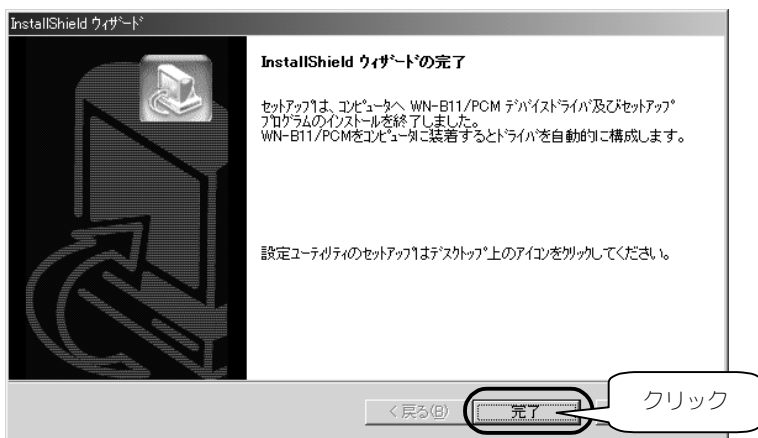 InstallShield ウィザード
InstallShield ウィザードの完了
セットアップは、コンピュータへ WN-B11/PCM デバイスドライバ及びセットアップ
プログラムのインストールを終了しました。
WN-B11/PCMをコンピュータに装着するとドライバを自動的に構成します。
設定ユーティリティのセットアップはデスクトップ上のアイコンをクリックしてください。
< 戻る(B)
完了
クリック